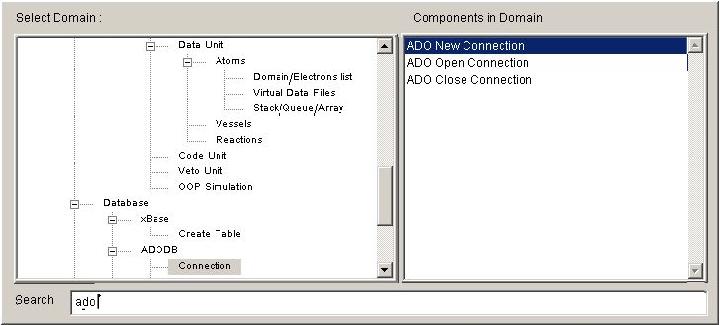 Select Domain :
Components in Domain
Data Unit
Atoms
Domain/Electrons list
Virtual Data Files
Stack/Queue/Array
Vessels
Reactions
Code Unit
Veto Unit
OOP Simulation
Database
xBase
Create Table
ADODB
Connection
ADO New Connection
ADO Open Connection
ADO Close Connection
Search
ado